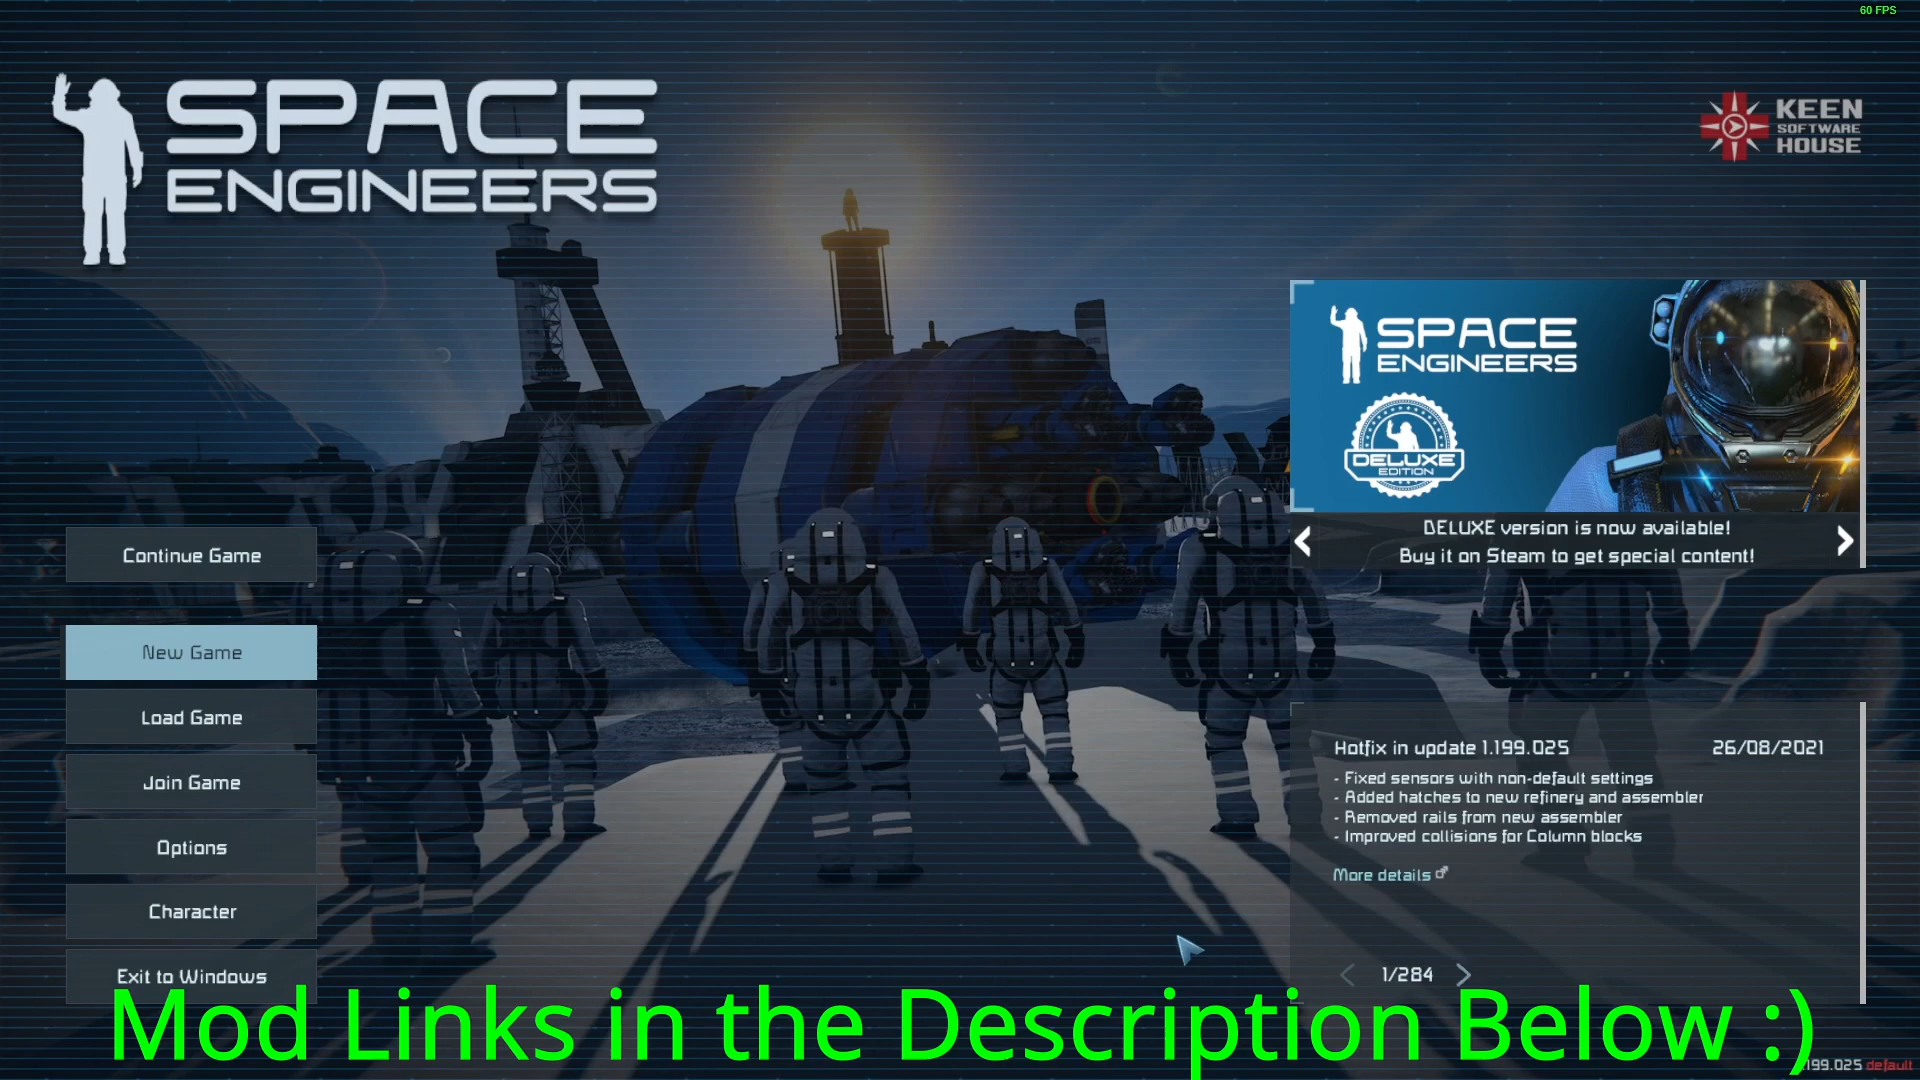 60 FPS
SPACE
ENGINEERS
KEEN
SOFTWARE
HOUSE
SPACE
ENGINEERS
DELUXE
EDITION
DELUXE version is now available!
Buy it on Steam to get special content!
Continue Game
New Game
Load Game
Join Game
Options
Character
Exit to Windows
Hotfix in update 1.199.025
26/08/2021
- Fixed sensors with non-default settings
- Added hatches to new refinery and assembler
- Removed rails from new assembler
- Improved collisions for Column blocks
More details
1/284
Mod Links in the Description Below :)
199.025 default